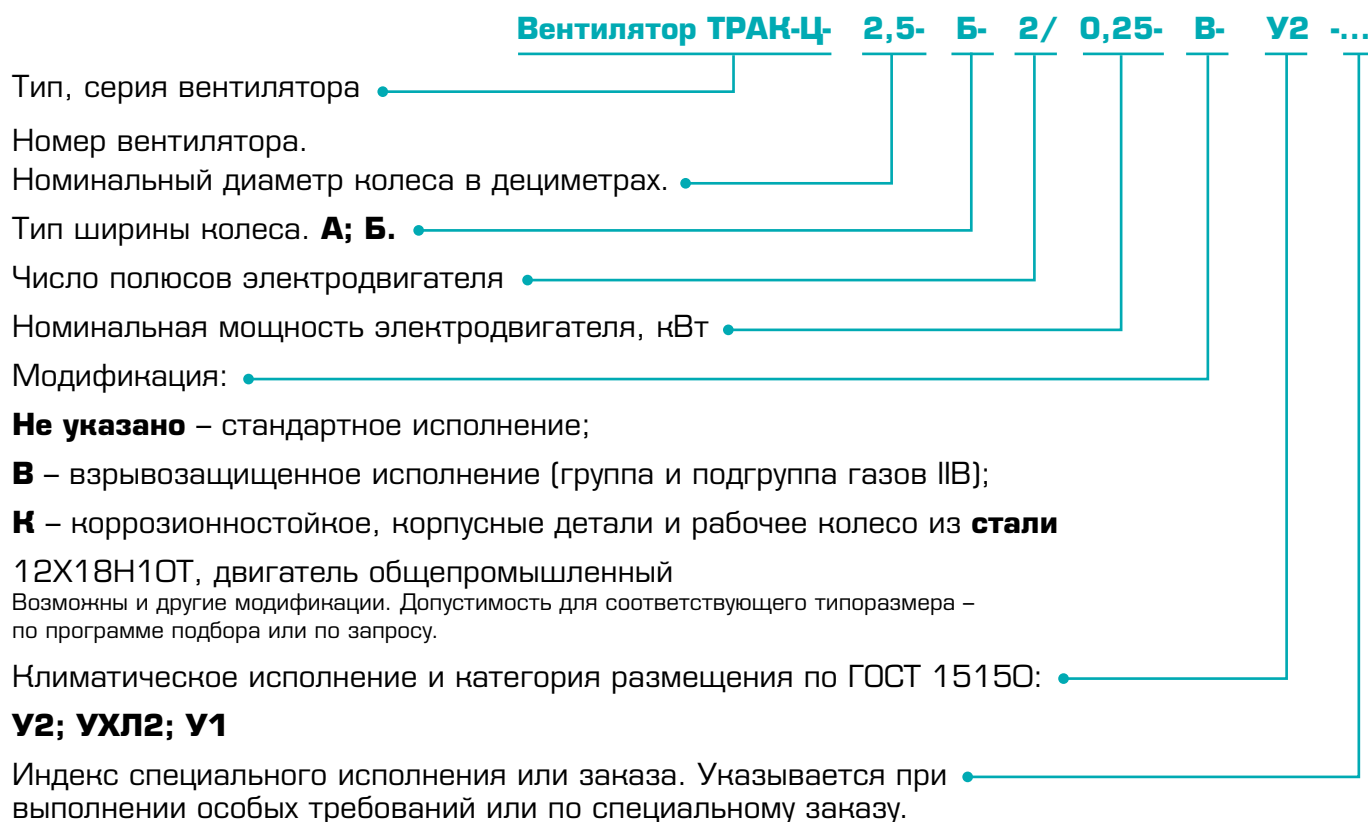 Вентилятор ТРАК-Ц- 2,5- Б- 2/ 0,25- В- У2 -...
Тип, серия вентилятора
Номер вентилятора.
Номинальный диаметр колеса в дециметрах.
Тип ширины колеса. А; Б.
Число полюсов электродвигателя
Номинальная мощность электродвигателя, кВт
Модификация:
Не указано – стандартное исполнение;
В – взрывозащищенное исполнение (группа и подгруппа газов IIB);
К – коррозионностойкое, корпусные детали и рабочее колесо из стали
12Х18Н10Т, двигатель общепромышленный
Возможны и другие модификации. Допустимость для соответствующего типоразмера –
по программе подбора или по запросу.
Климатическое исполнение и категория размещения по ГОСТ 15150:
У2; УХЛ2; У1
Индекс специального исполнения или заказа. Указывается при
выполнении особых требований или по специальному заказу.